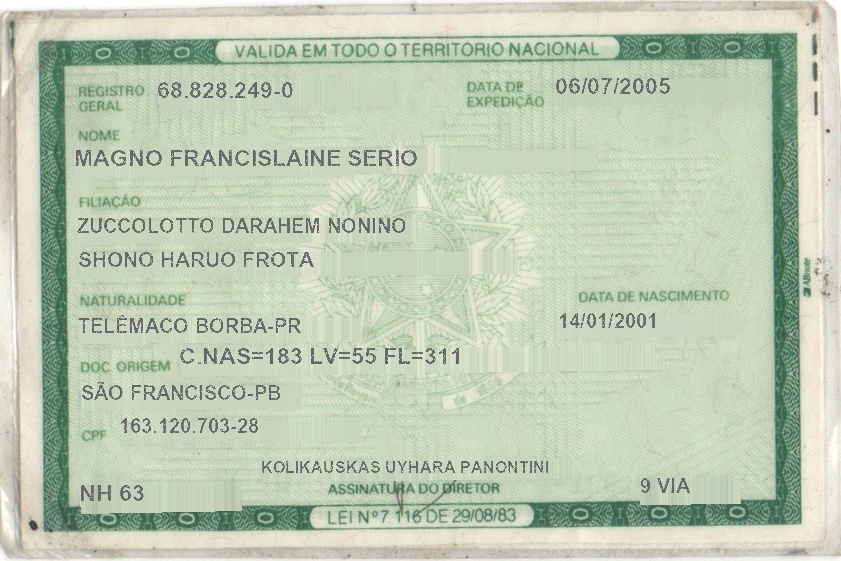 VALIDA EM TODO O TERRITORIO NACIONAL
REGISTRO GERAL 68.828.249-0 DATA DE EXPEDIÇÃO 06/07/2005
NOME
MAGNO FRANCISLAINE SERIO
FILIAÇÃO
ZUCCOLOTTO DARAHEM NONINO
SHONO HARUO FROTA
NATURALIDADE DATA DE NASCIMENTO
TELÊMACO BORBA-PR 14/01/2001
DOC. ORIGEM C.NAS=183 LV=55 FL=311
SÃO FRANCISCO-PB
CPF 163.120.703-28
KOLIKAUSKAS UYHARA PANONTINI
NH 63 ASSINATURA DO DIRETOR 9 VIA
LEI Nº 7.116 DE 29/08/83
ABnote